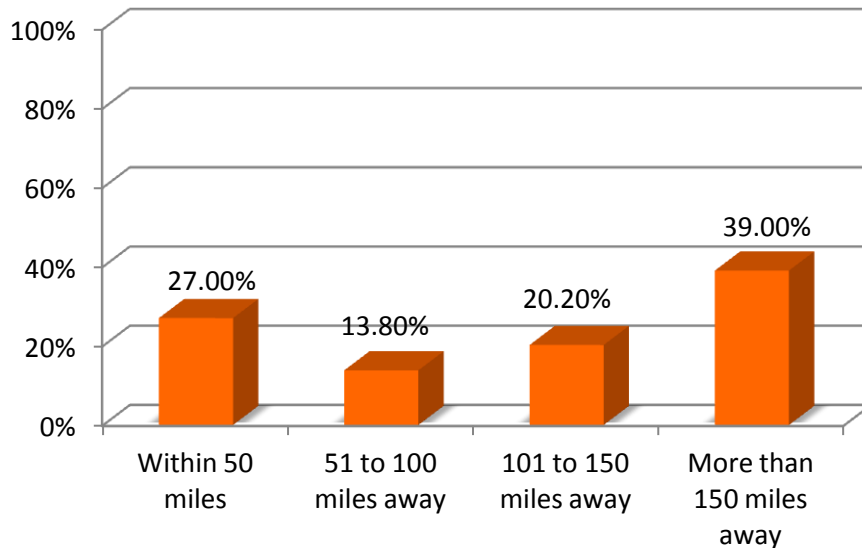 100%
80%
60%
40%
20%
0%
27.00%
13.80%
20.20%
39.00%
Within 50
miles
51 to 100
miles away
101 to 150
miles away
More than
150 miles
away